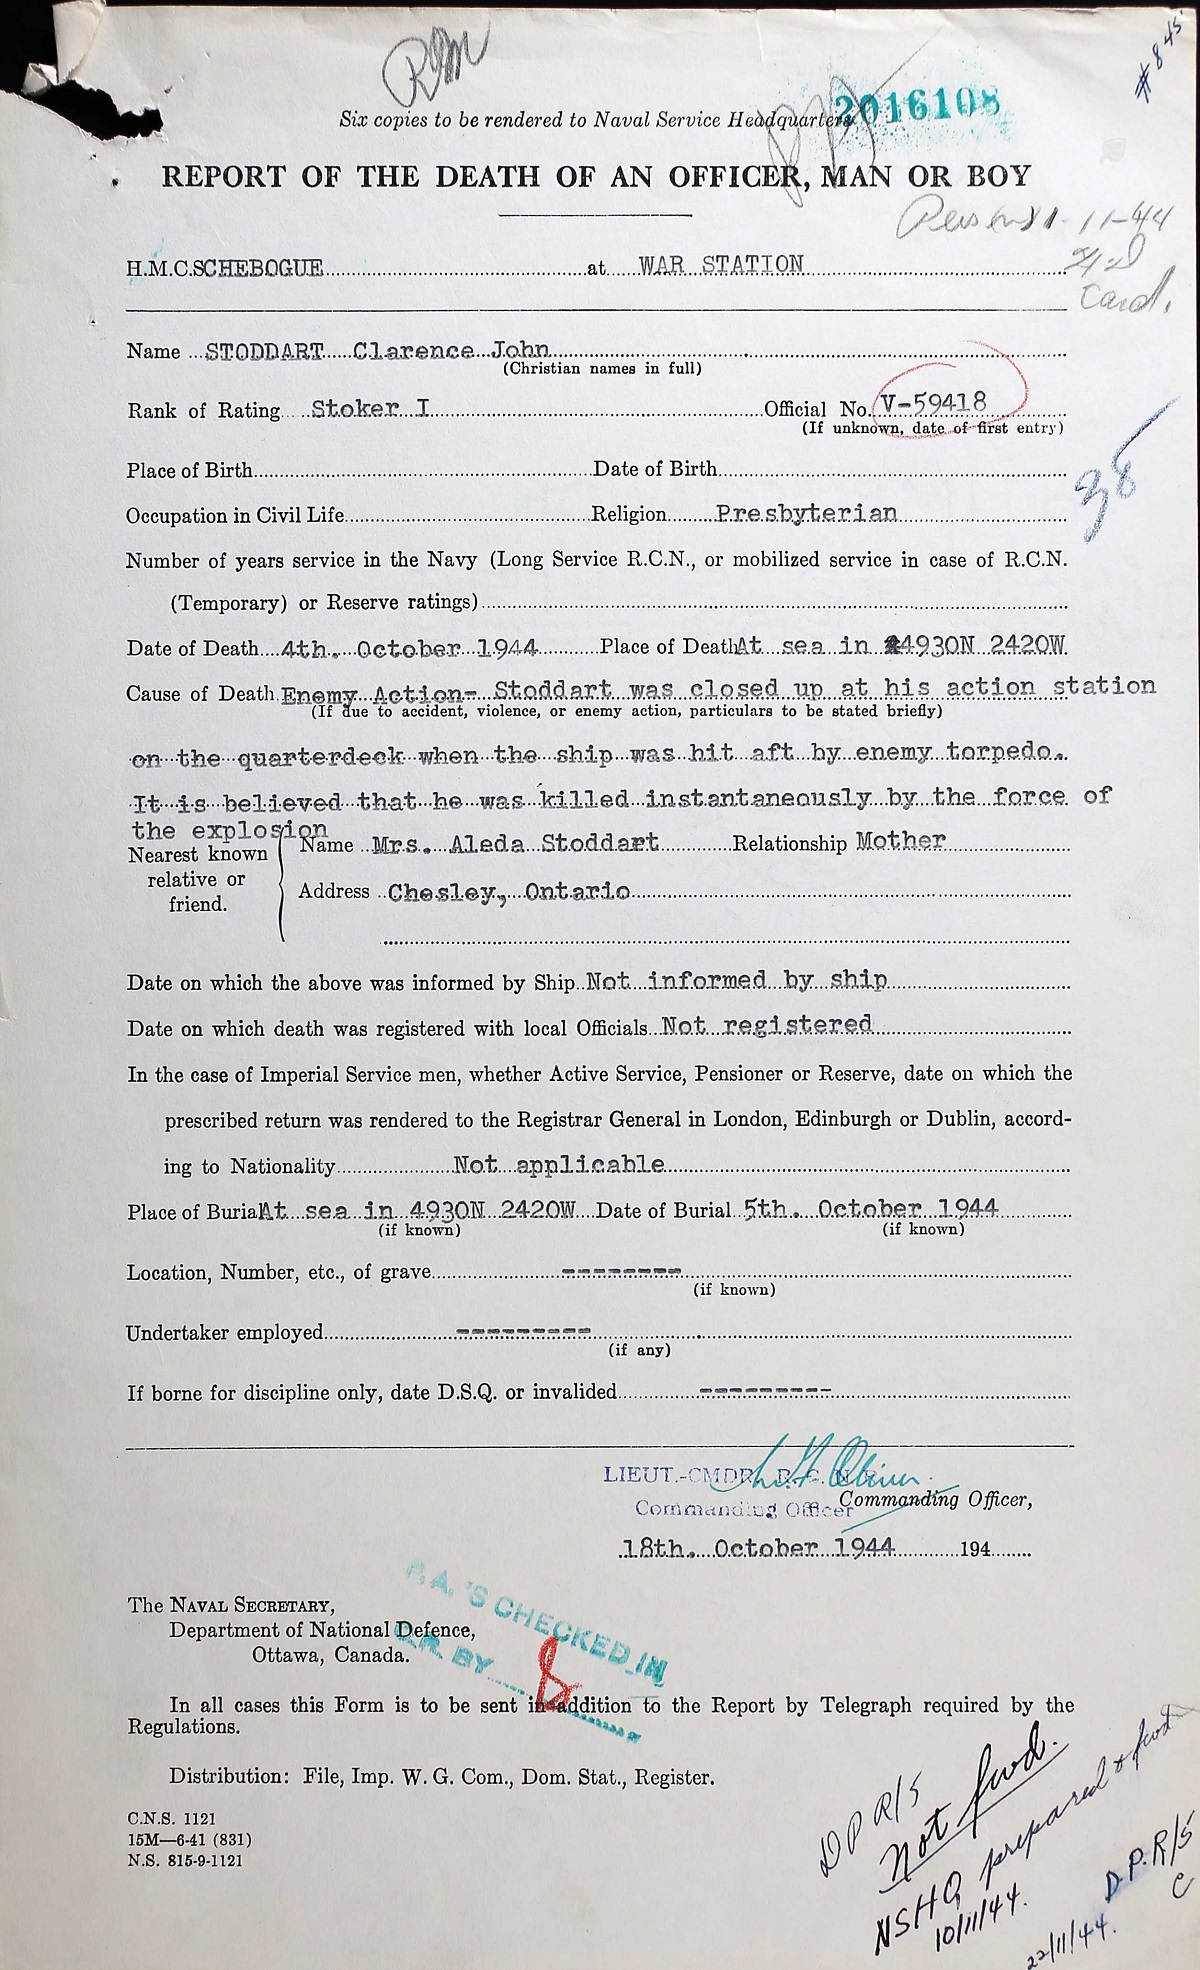 #845
2016108
Six copies to be rendered to Naval Service Headquarters
REPORT OF THE DEATH OF AN OFFICER, MAN OR BOY
1-11-44
Card.
H.M.C.S CHEBOGUE at WAR STATION
Name STODDART Clarence John
(Christian names in full)
Rank of Rating Stoker I Official No. V-59418
(If unknown, date of first entry)
38
Place of Birth Date of Birth
Occupation in Civil Life Religion Presbyterian
Number of years service in the Navy (Long Service R.C.N., or mobilized service in case of R.C.N.
(Temporary) or Reserve ratings)
Date of Death 4th. October 1944 Place of Death At sea in 4930N 2420W
Cause of Death Enemy Action- Stoddart was closed up at his action station
(If due to accident, violence, or enemy action, particulars to be stated briefly)
on the quarterdeck when the ship was hit aft by enemy torpedo.
It is believed that he was killed instantaneously by the force of
the explosion
Nearest known relative or friend. Name Mrs. Aleda Stoddart Relationship Mother
Address Chesley, Ontario
Date on which the above was informed by Ship Not informed by ship
Date on which death was registered with local Officials Not registered
In the case of Imperial Service men, whether Active Service, Pensioner or Reserve, date on which the
prescribed return was rendered to the Registrar General in London, Edinburgh or Dublin, accord-
ing to Nationality Not applicable
Place of Burial At sea in 4930N 2420W Date of Burial 5th. October 1944
(if known) (if known)
Location, Number, etc., of grave --------
(if known)
Undertaker employed ---------
(if any)
If borne for discipline only, date D.S.Q. or invalided ---------
LIEUT.-CMDR. R.C.N.R.
Commanding Officer Commanding Officer,
18th. October 1944 194
P.A.'S CHECKED IN
The NAVAL SECRETARY,
Department of National Defence,
Ottawa, Canada.
BY
In all cases this Form is to be sent in addition to the Report by Telegraph required by the
Regulations.
Distribution: File, Imp. W. G. Com., Dom. Stat., Register.
C.N.S. 1121
15M—6-41 (831)
N.S. 815-9-1121
DPR/5
Not fwd.
NSHQ prepared & fwd
10/11/44.
D.P.R/5
C
22/11/44.